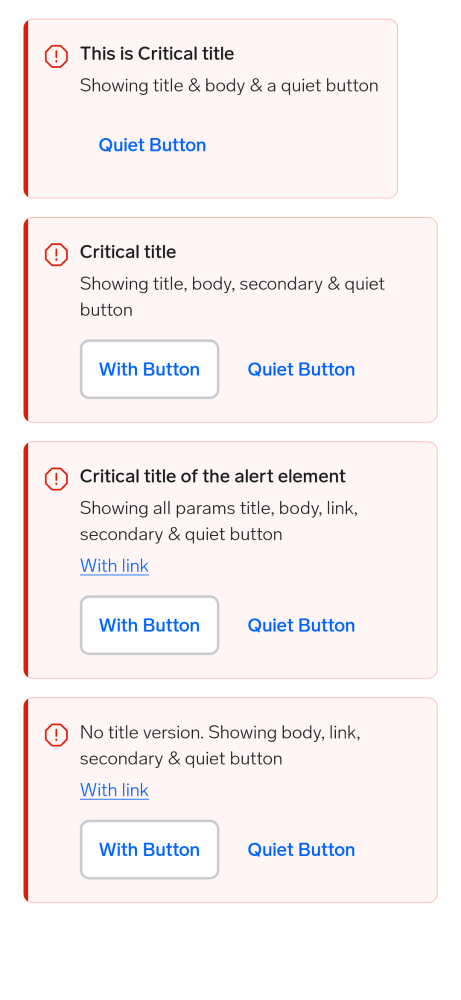 This is Critical title
Showing title & body & a quiet button
Quiet Button
Critical title
Showing title, body, secondary & quiet
button
With Button
Quiet Button
Critical title of the alert element
Showing all params title, body, link,
secondary & quiet button
With link
With Button
Quiet Button
No title version. Showing body, link,
secondary & quiet button
With link
With Button
Quiet Button